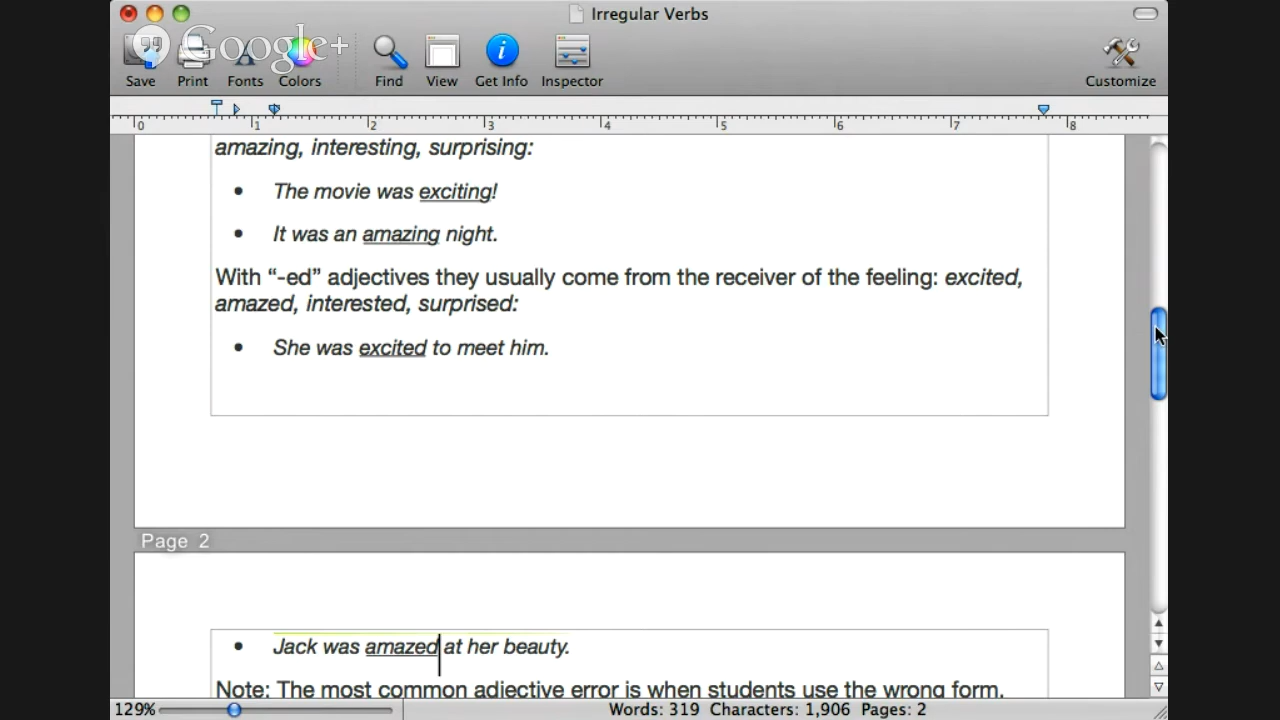 Irregular Verbs
Google+
Save Print Fonts Colors Find View Get Info Inspector Customize
0 1 2 3 4 5 6 7 8
amazing, interesting, surprising:
• The movie was exciting!
• It was an amazing night.
With “-ed” adjectives they usually come from the receiver of the feeling: excited,
amazed, interested, surprised:
• She was excited to meet him.
Page 2
• Jack was amazed at her beauty.
Note: The most common adjective error is when students use the wrong form.
129% Words: 319 Characters: 1,906 Pages: 2